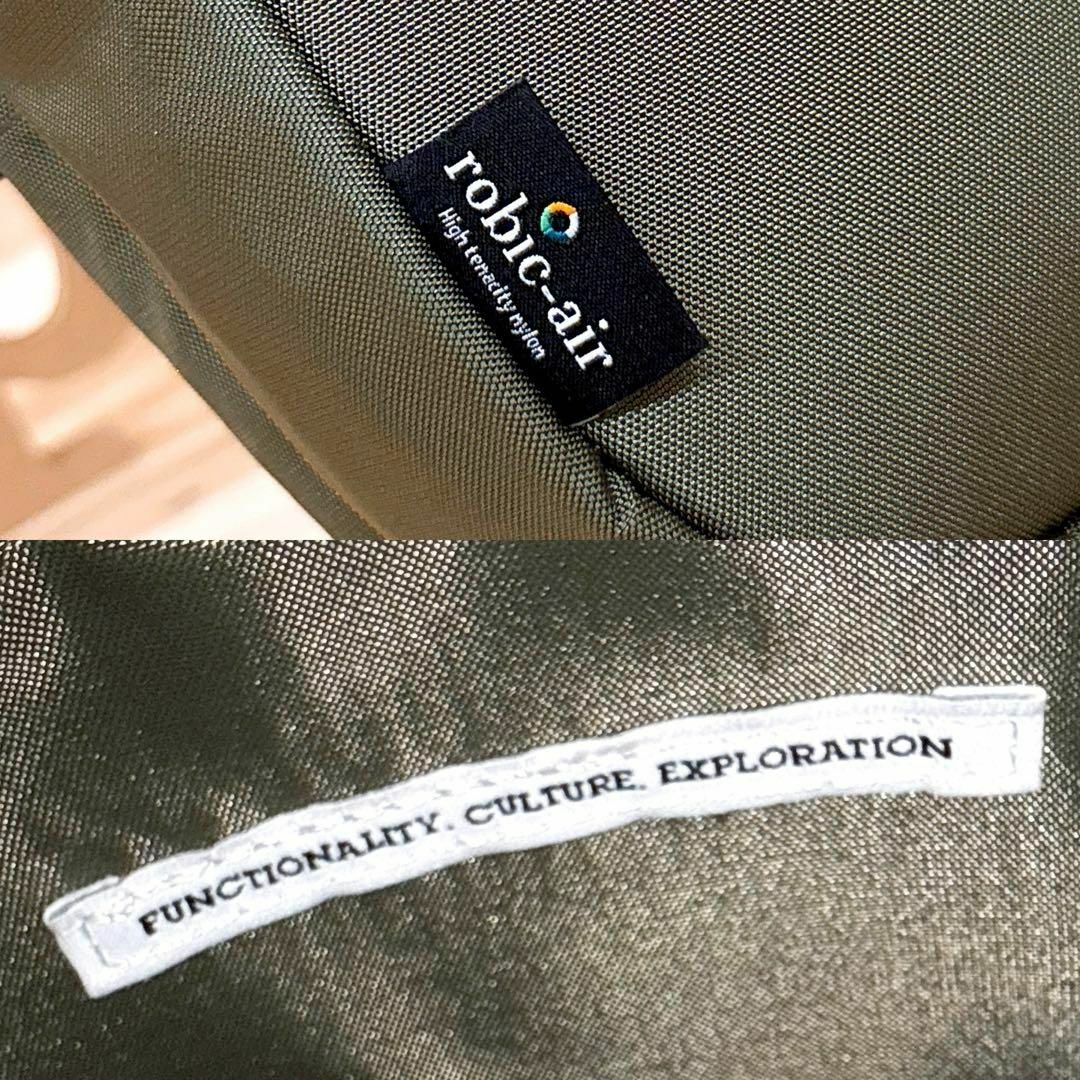 robic-air
High tenacity nylon
FUNCTIONALITY. CULTURE. EXPLORATION